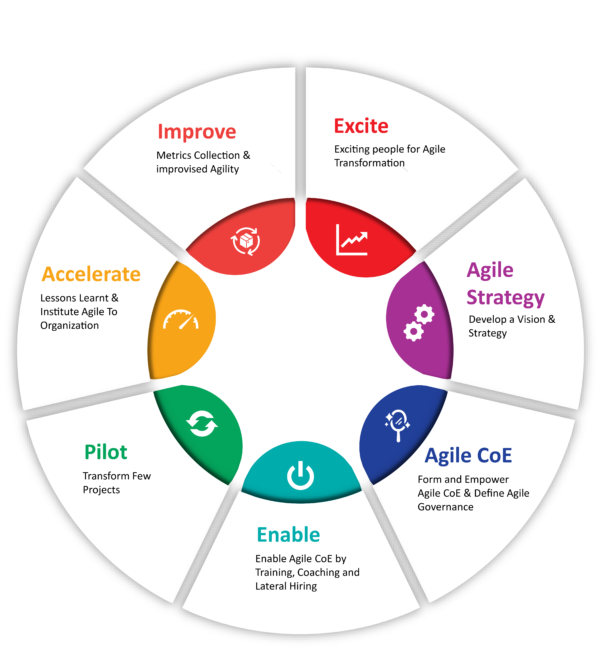 Improve
Metrics Collection &
improvised Agility
Excite
Exciting people for Agile
Transformation
Agile
Strategy
Develop a Vision &
Strategy
Agile CoE
Form and Empower
Agile CoE & Define Agile
Governance
Enable
Enable Agile CoE by
Training, Coaching and
Lateral Hiring
Pilot
Transform Few
Projects
Accelerate
Lessons Learnt &
Institute Agile To
Organization